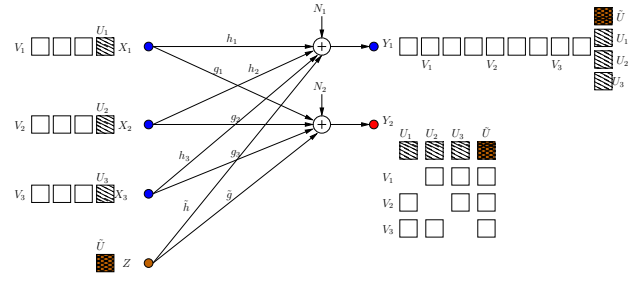 N₁
U₁ Ũ
V₁ X₁ h₁ + Y₁ U₁
V₁ V₂ V₃ U₂
g₁ h₂ U₃
N₂
U₂ Y₂
V₂ X₂ g₂ +
U₁ U₂ U₃ Ũ
h₃ g₃
U₃ V₁
V₃ X₃
h̃ g̃ V₂
V₃
Ũ
Z